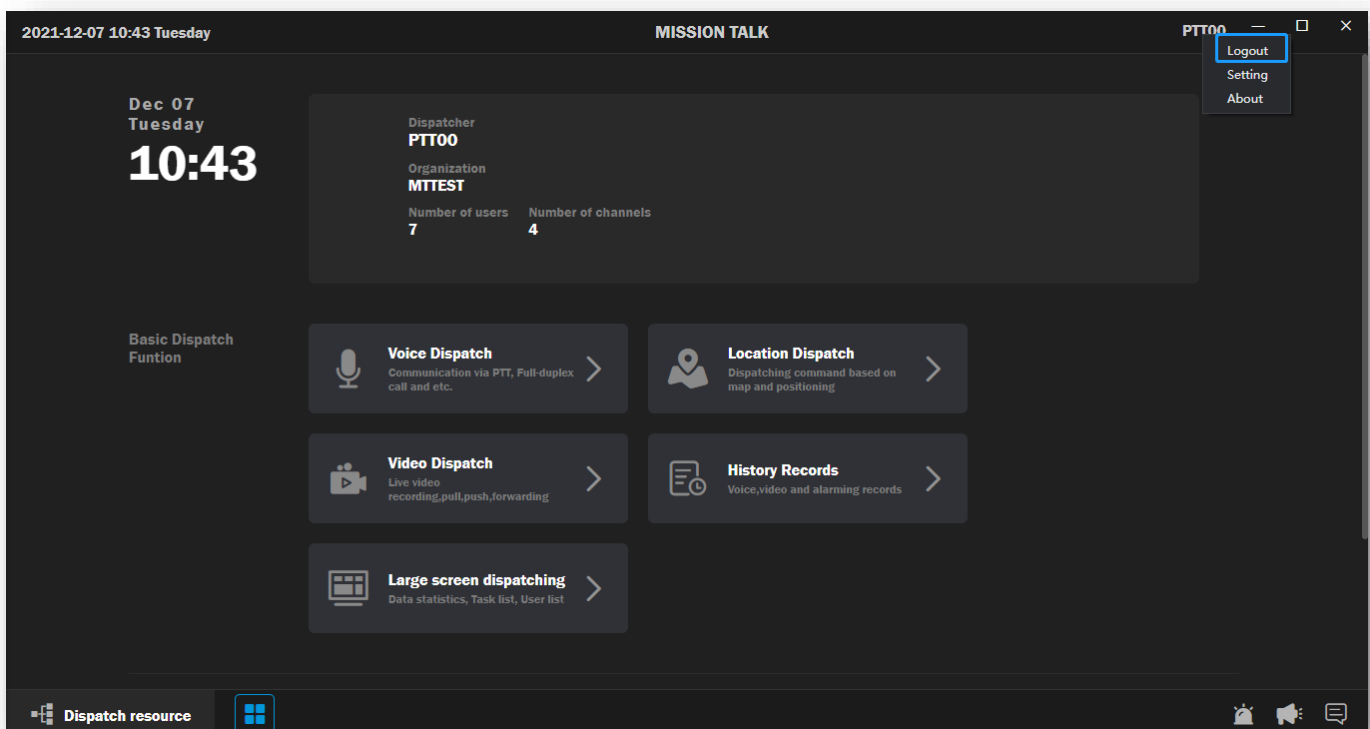 2021-12-07 10:43 Tuesday
MISSION TALK
PTT00
Logout
Setting
About
Dec 07
Tuesday
10:43
Dispatcher
PTT00
Organization
MTTEST
Number of users Number of channels
7 4
Basic Dispatch
Funtion
Voice Dispatch
Communication via PTT, Full-duplex
call and etc.
Location Dispatch
Dispatching command based on
map and positioning
Video Dispatch
Live video
recording,pull,push,forwarding
History Records
Voice,video and alarming records
Large screen dispatching
Data statistics, Task list, User list
Dispatch resource